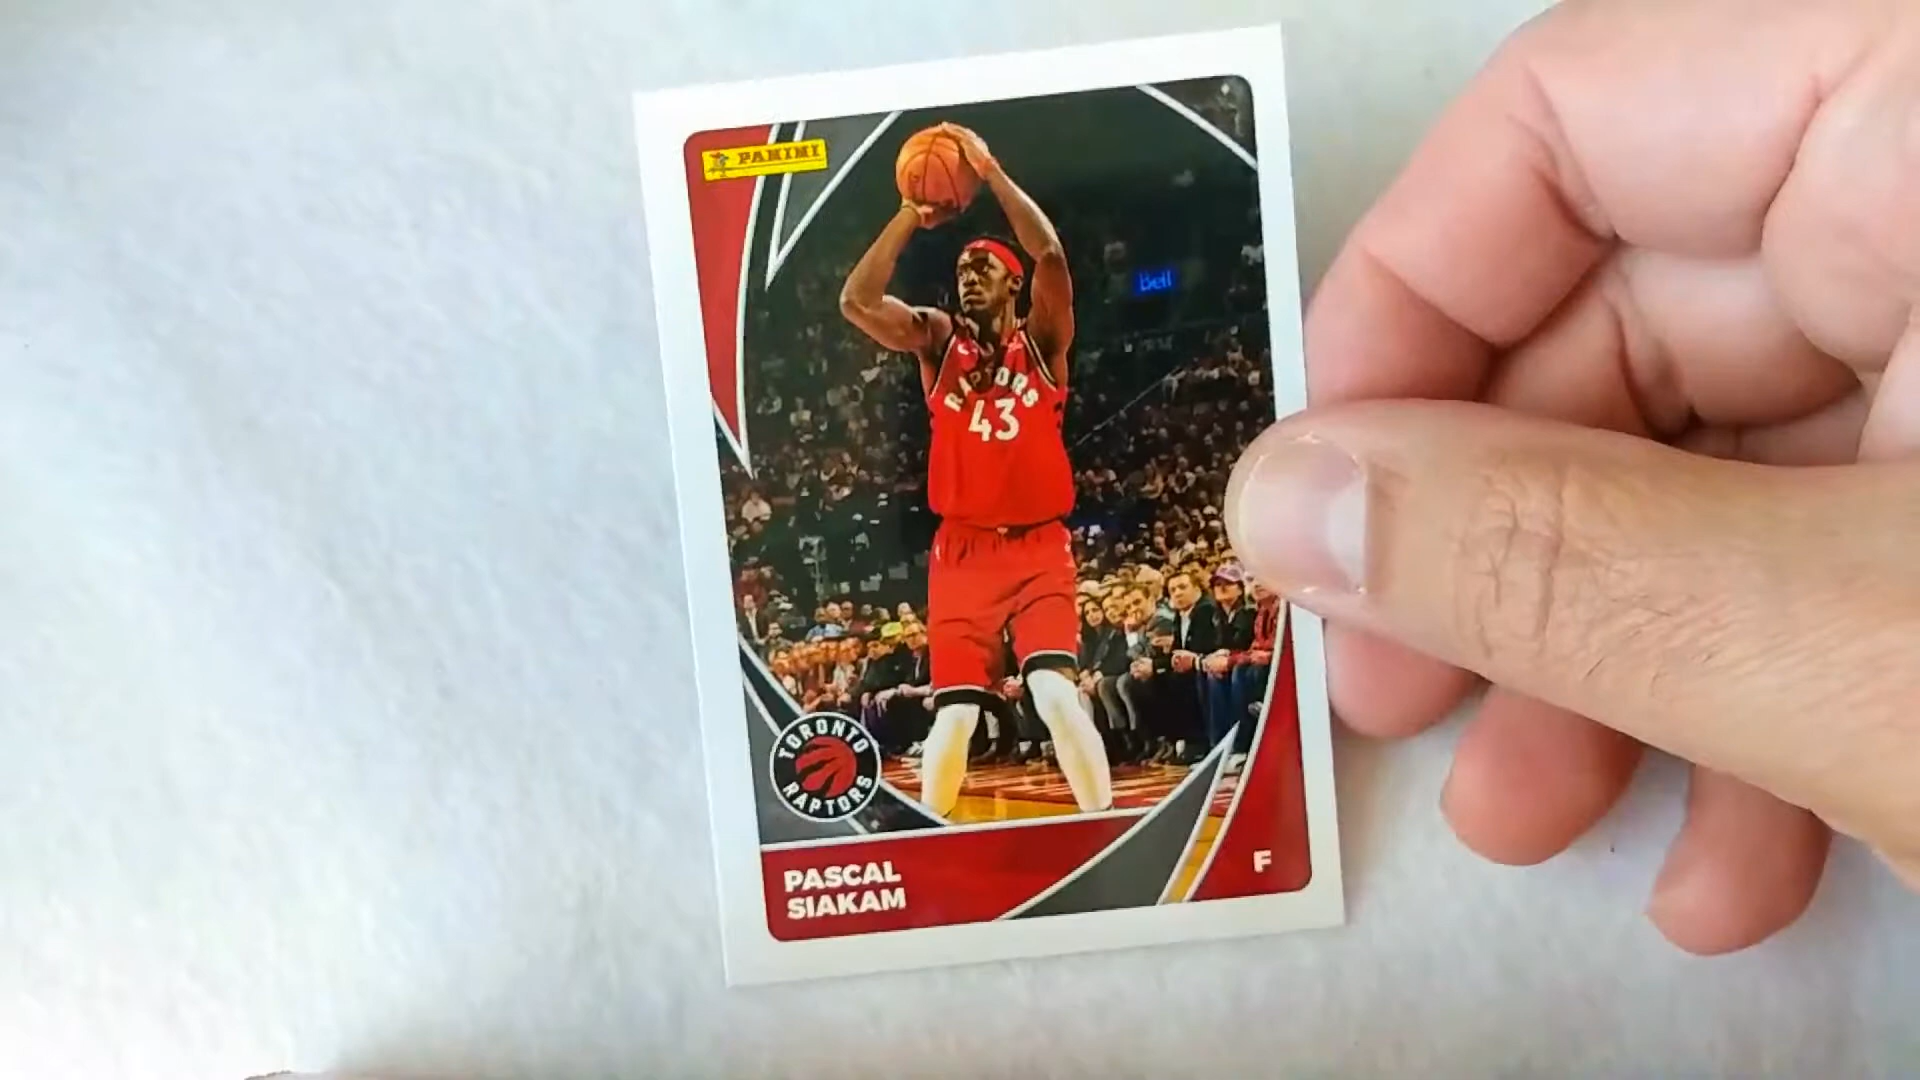 PANINI
Bell
RAPTORS
43
TORONTO
RAPTORS
PASCAL
SIAKAM
F